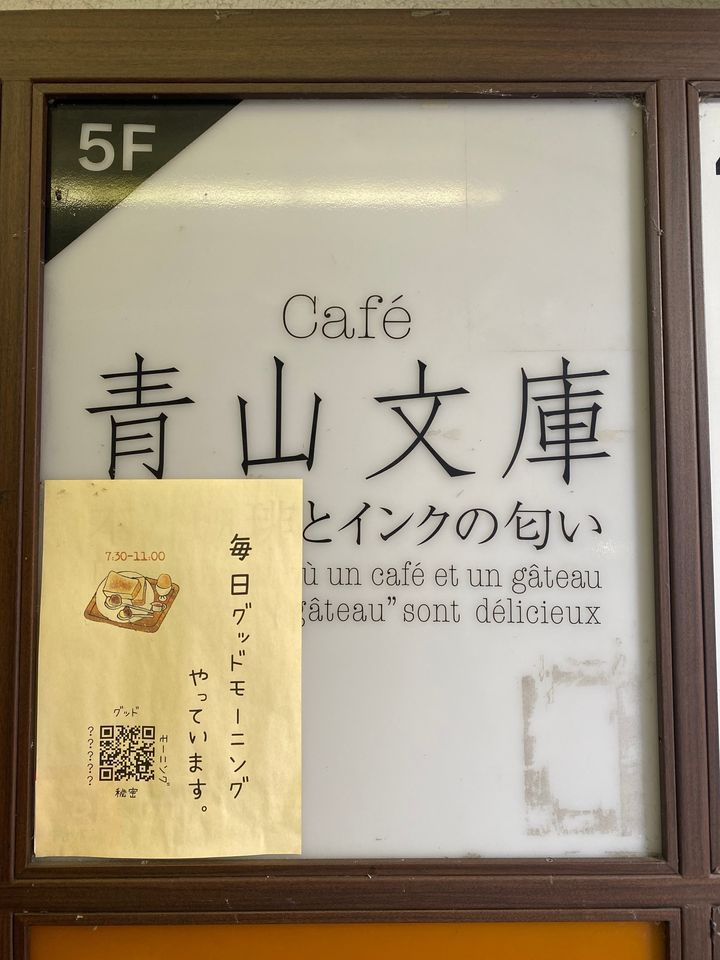 5F
Café
青山文庫
とインクの匂い
ù un café et un gâteau
gâteau” sont délicieux
毎日グッドモーニング
やっています。
7:30-11:00
グッド
モーニング
？？？？？
秘密